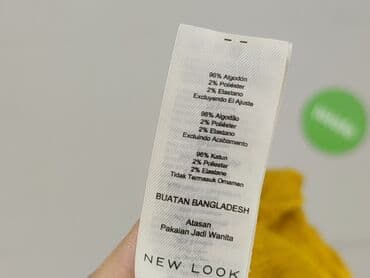 96% Algodón
2% Poliéster
2% Elastano
Excluyendo El Ajuste
96% Algodão
2% Poliéster
2% Elastano
Excluindo Acabamento
96% Katun
2% Poliester
2% Elastane
Tidak Termasuk Ornamen
BUATAN BANGLADESH
Atasan
Pakaian Jadi Wanita
NEW LOOK